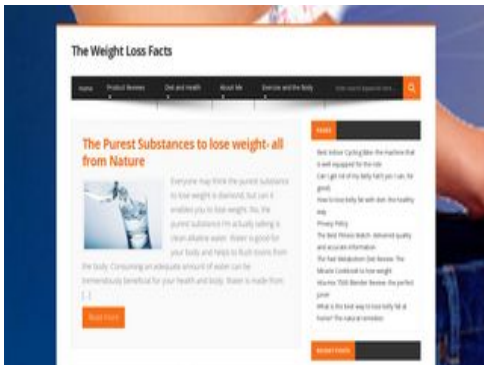 The Weight Loss Facts
Home Product Reviews Diet and Health About Me Exercise and the Body
The Purest Substances to lose weight- all
from Nature
Everyone may think the purest substance
to lose weight is diamond, but can it
enables you to lose weight. No, the
purest substance I'm actually talking is
clean alkaline water. Water is good for
your body and helps to flush toxins from
the body. Consuming an adequate amount of water can be
tremendously beneficial for your health and body. Water is made from
[...]
Read more
PAGES
Best Indoor Cycling Bike- the machine that
is well equipped for this ride
Can I get rid of my belly fat? yes I can, for
good!
How to lose belly fat with diet- the healthy
way
Privacy Policy
The Best Fitness Watch- delivered quality
and accurate information
The Fast Metabolism Diet Review- The
Miracle Cookbook to lose weight
Vita-mix 7500 Blender Review- the perfect
juicer
What is the best way to lose belly fat at
home? The natural remedies
RECENT POSTS